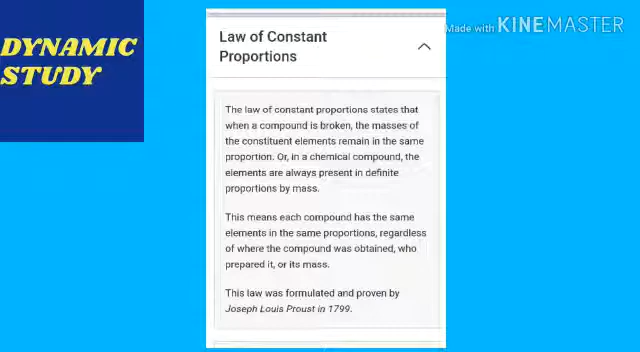 DYNAMIC
STUDY
Made with KINEMASTER
Law of Constant
Proportions
The law of constant proportions states that
when a compound is broken, the masses of
the constituent elements remain in the same
proportion. Or, in a chemical compound, the
elements are always present in definite
proportions by mass.
This means each compound has the same
elements in the same proportions, regardless
of where the compound was obtained, who
prepared it, or its mass.
This law was formulated and proven by
Joseph Louis Proust in 1799.